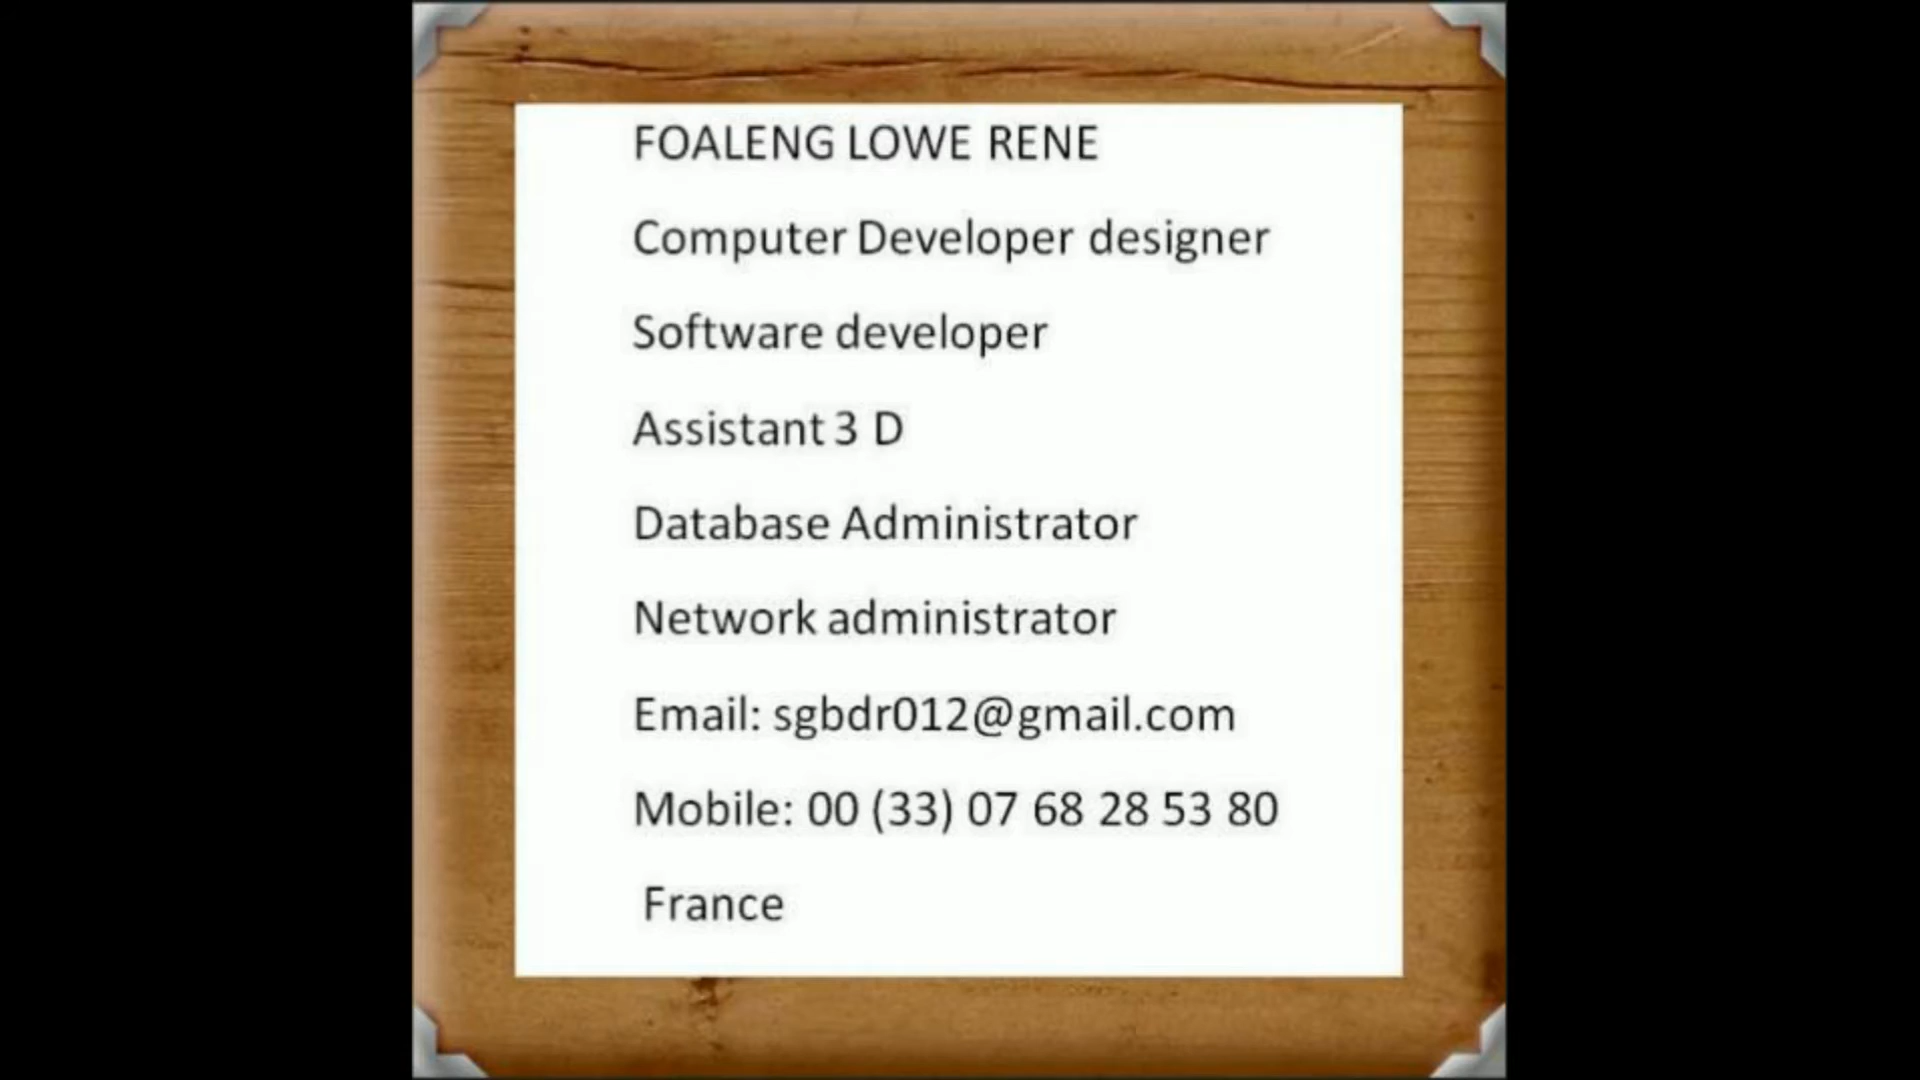 FOALENG LOWE RENE
Computer Developer designer
Software developer
Assistant 3 D
Database Administrator
Network administrator
Email: sgbdr012@gmail.com
Mobile: 00 (33) 07 68 28 53 80
France